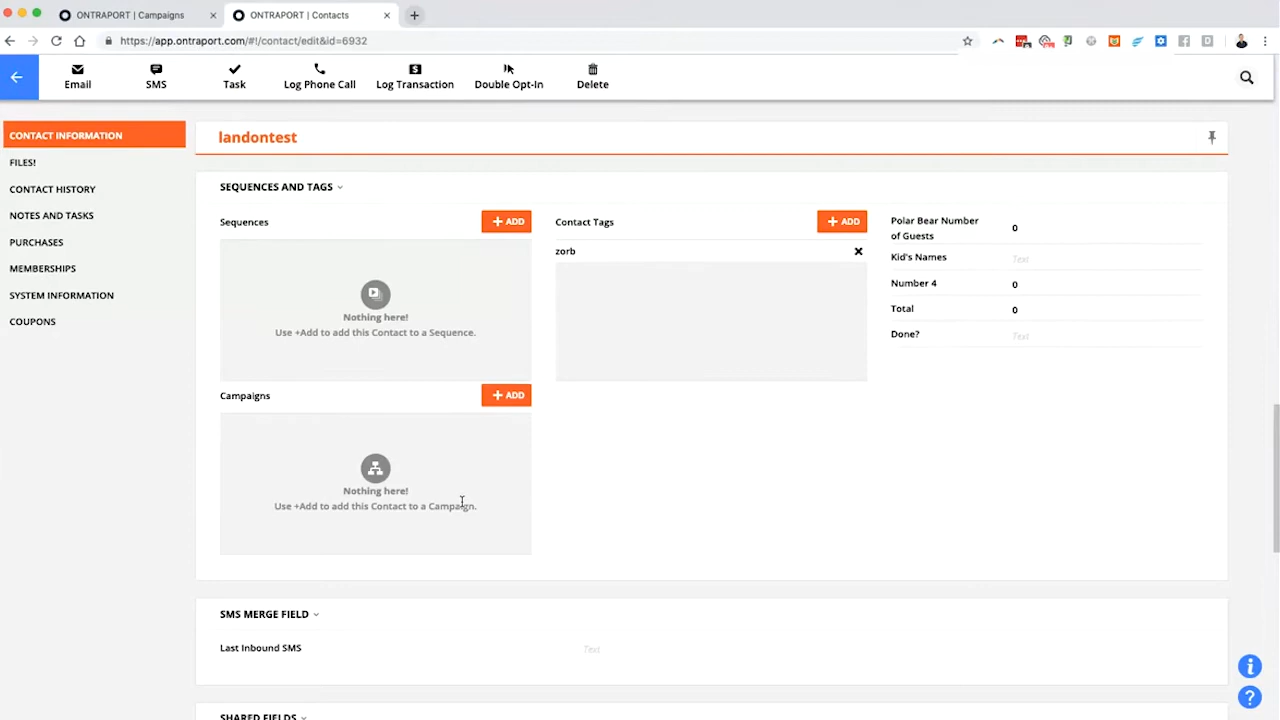 ONTRAPORT | Campaigns
ONTRAPORT | Contacts
https://app.ontraport.com/#!/contact/edit&id=6932
Email
SMS
Task
Log Phone Call
Log Transaction
Double Opt-In
Delete
CONTACT INFORMATION
FILES!
CONTACT HISTORY
NOTES AND TASKS
PURCHASES
MEMBERSHIPS
SYSTEM INFORMATION
COUPONS
landontest
SEQUENCES AND TAGS
Sequences
+ ADD
Nothing here!
Use +Add to add this Contact to a Sequence.
Campaigns
+ ADD
Nothing here!
Use +Add to add this Contact to a Campaign.
Contact Tags
+ ADD
zorb
Polar Bear Number
of Guests
0
Kid's Names
Text
Number 4
0
Total
0
Done?
Text
SMS MERGE FIELD
Last Inbound SMS
Text
SHARED FIELDS